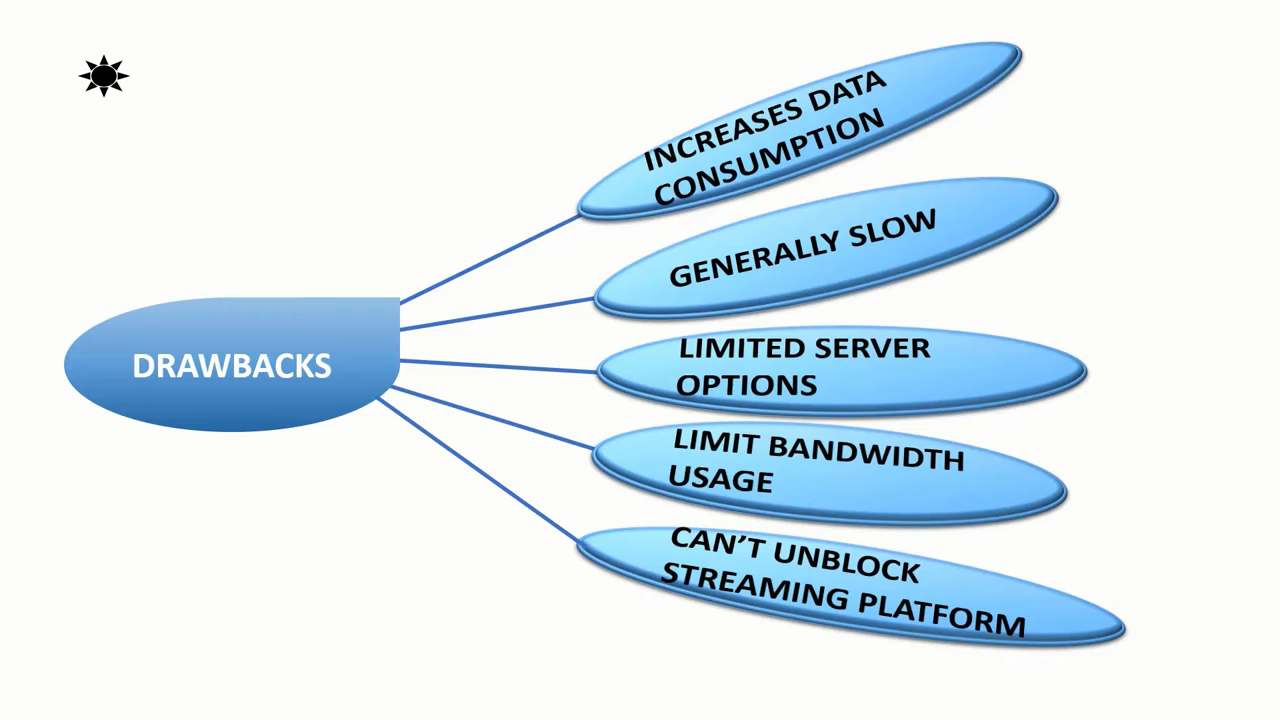 INCREASES DATA
CONSUMPTION
GENERALLY SLOW
DRAWBACKS
LIMITED SERVER
OPTIONS
LIMIT BANDWIDTH
USAGE
CAN’T UNBLOCK
STREAMING PLATFORM